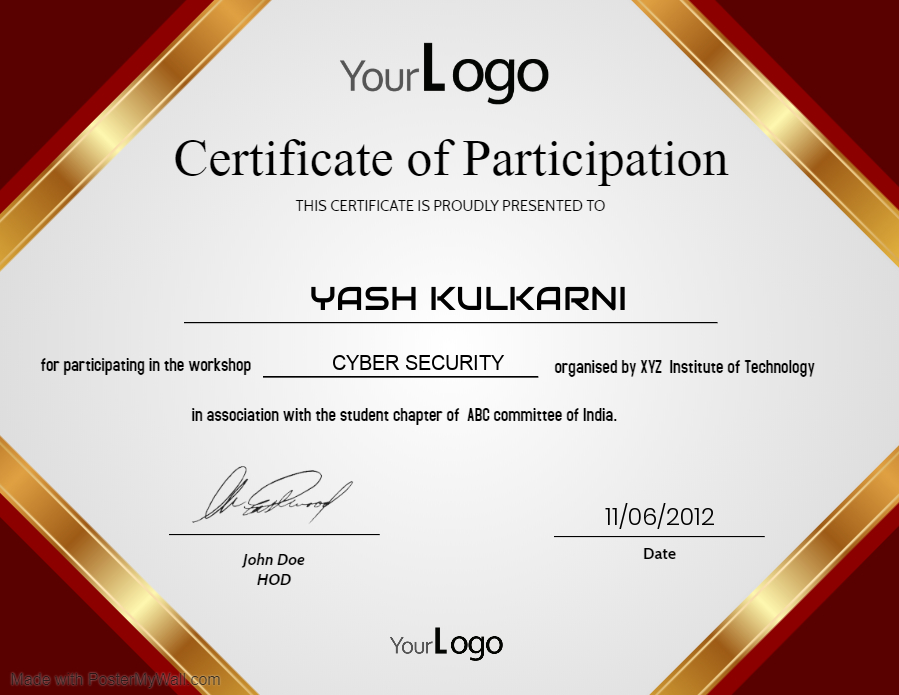 YourLogo
Certificate of Participation
THIS CERTIFICATE IS PROUDLY PRESENTED TO
YASH KULKARNI
for participating in the workshop CYBER SECURITY organised by XYZ Institute of Technology
in association with the student chapter of ABC committee of India.
11/06/2012
John Doe
HOD
Date
YourLogo
Made with PosterMyWall.com